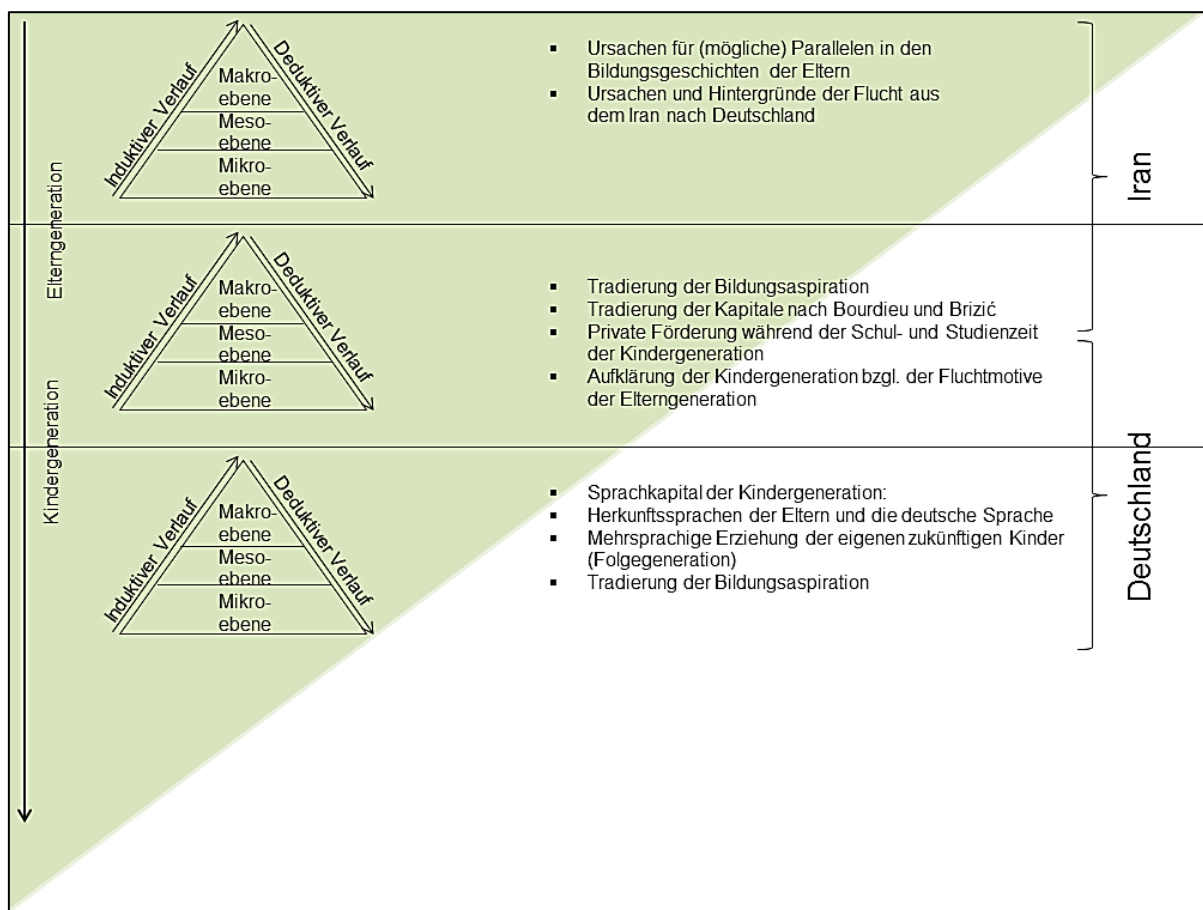 Elterngeneration
Kindergeneration
Induktiver Verlauf
Deduktiver Verlauf
Makro-
ebene
Meso-
ebene
Mikro-
ebene
▪ Ursachen für (mögliche) Parallelen in den
Bildungsgeschichten der Eltern
▪ Ursachen und Hintergründe der Flucht aus
dem Iran nach Deutschland
Iran
Induktiver Verlauf
Deduktiver Verlauf
Makro-
ebene
Meso-
ebene
Mikro-
ebene
▪ Tradierung der Bildungsaspiration
▪ Tradierung der Kapitale nach Bourdieu und Brizić
▪ Private Förderung während der Schul- und Studienzeit
der Kindergeneration
▪ Aufklärung der Kindergeneration bzgl. der Fluchtmotive
der Elterngeneration
Deutschland
Induktiver Verlauf
Deduktiver Verlauf
Makro-
ebene
Meso-
ebene
Mikro-
ebene
▪ Sprachkapital der Kindergeneration:
▪ Herkunftssprachen der Eltern und die deutsche Sprache
▪ Mehrsprachige Erziehung der eigenen zukünftigen Kinder
(Folgegeneration)
▪ Tradierung der Bildungsaspiration